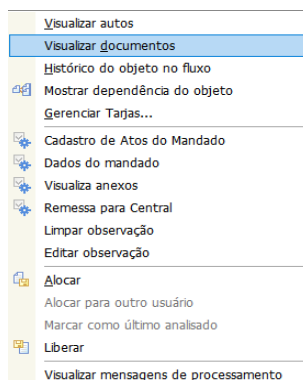 Visualizar autos
Visualizar documentos
Histórico do objeto no fluxo
Mostrar dependência do objeto
Gerenciar Tarjas...
Cadastro de Atos do Mandado
Dados do mandado
Visualiza anexos
Remessa para Central
Limpar observação
Editar observação
Alocar
Alocar para outro usuário
Marcar como último analisado
Liberar
Visualizar mensagens de processamento